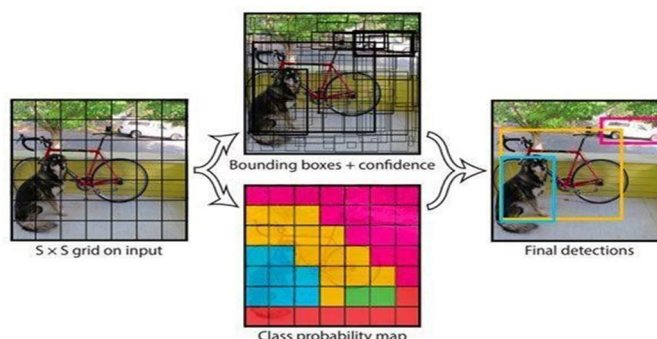 Bounding boxes + confidence
S × S grid on input
Final detections
Class probability map